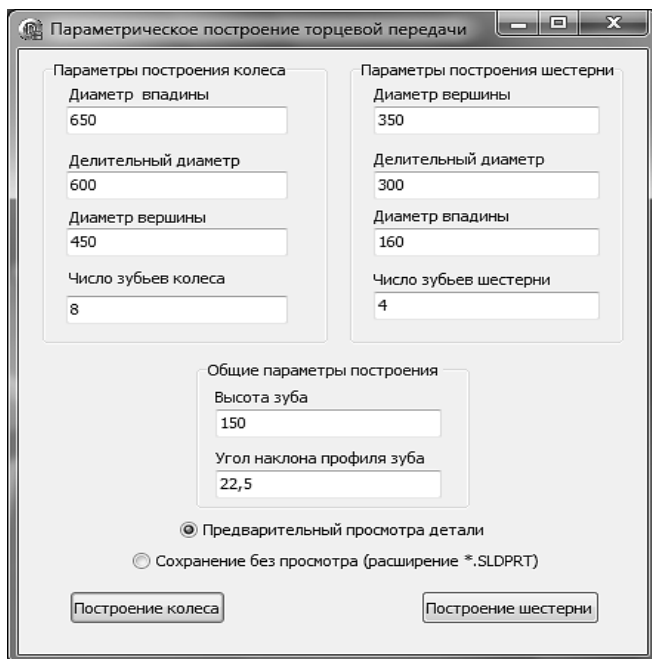 Параметрическое построение торцевой передачи
Параметры построения колеса
Диаметр впадины
650
Делительный диаметр
600
Диаметр вершины
450
Число зубьев колеса
8
Параметры построения шестерни
Диаметр вершины
350
Делительный диаметр
300
Диаметр впадины
160
Число зубьев шестерни
4
Общие параметры построения
Высота зуба
150
Угол наклона профиля зуба
22,5
Предварительный просмотра детали
Сохранение без просмотра (расширение *.SLDPRT)
Построение колеса
Построение шестерни